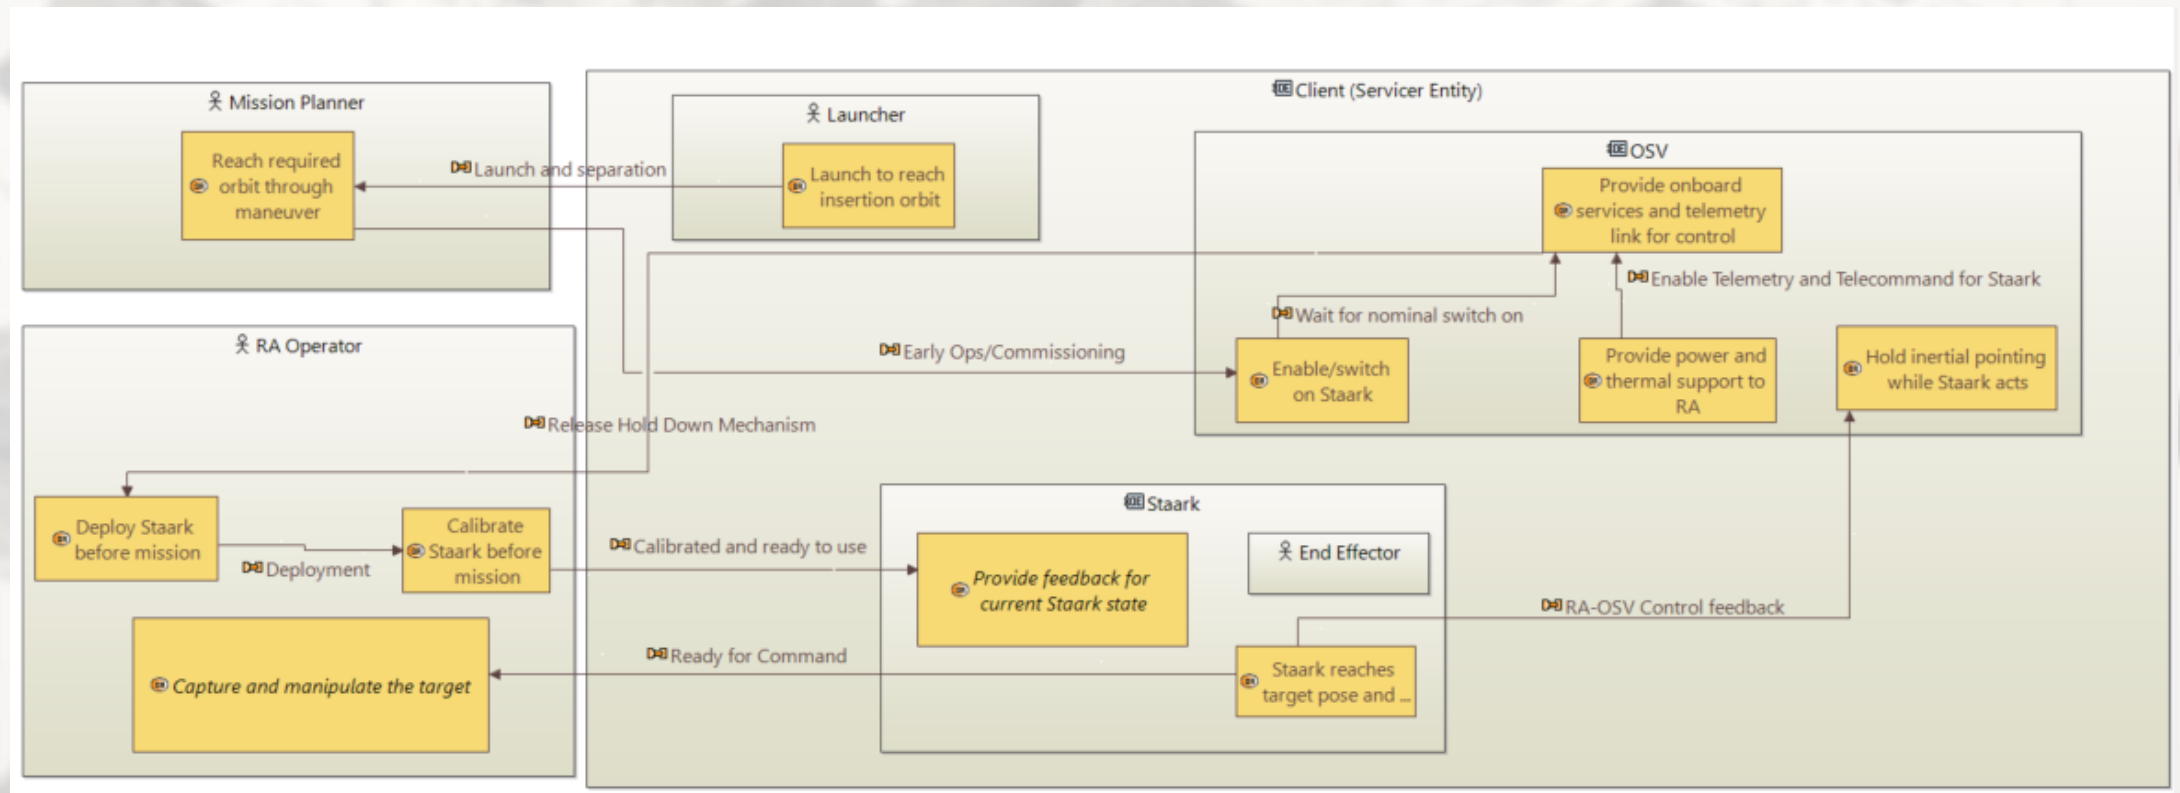 Mission Planner
Reach required
orbit through
maneuver
Launch and separation
Client (Servicer Entity)
Launcher
Launch to reach
insertion orbit
OSV
Provide onboard
services and telemetry
link for control
Enable Telemetry and Telecommand for Staark
Wait for nominal switch on
Early Ops/Commissioning
Enable/switch
on Staark
Provide power and
thermal support to
RA
Hold inertial pointing
while Staark acts
RA Operator
Release Hold Down Mechanism
Deploy Staark
before mission
Deployment
Calibrate
Staark before
mission
Calibrated and ready to use
Capture and manipulate the target
Ready for Command
Staark
Provide feedback for
current Staark state
End Effector
Staark reaches
target pose and ...
RA-OSV Control feedback